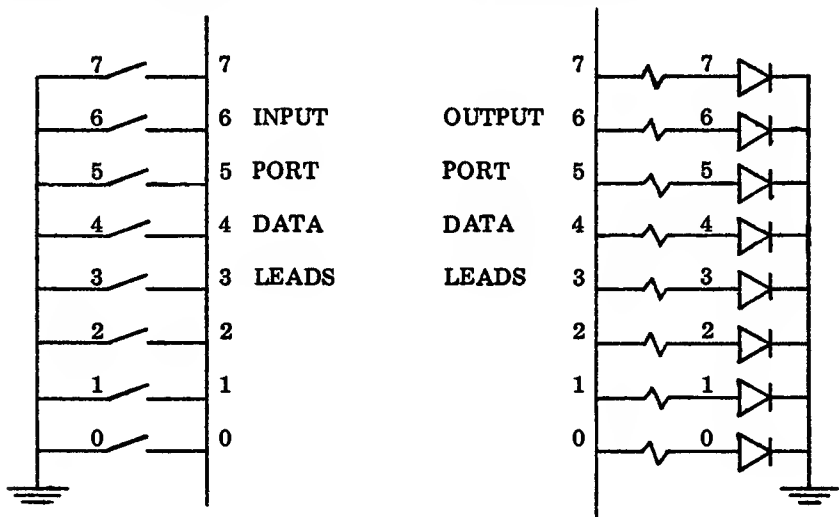 7 7 7 7
6 6 INPUT OUTPUT 6 6
5 5 PORT PORT 5 5
4 4 DATA DATA 4 4
3 3 LEADS LEADS 3 3
2 2 2 2
1 1 1 1
0 0 0 0